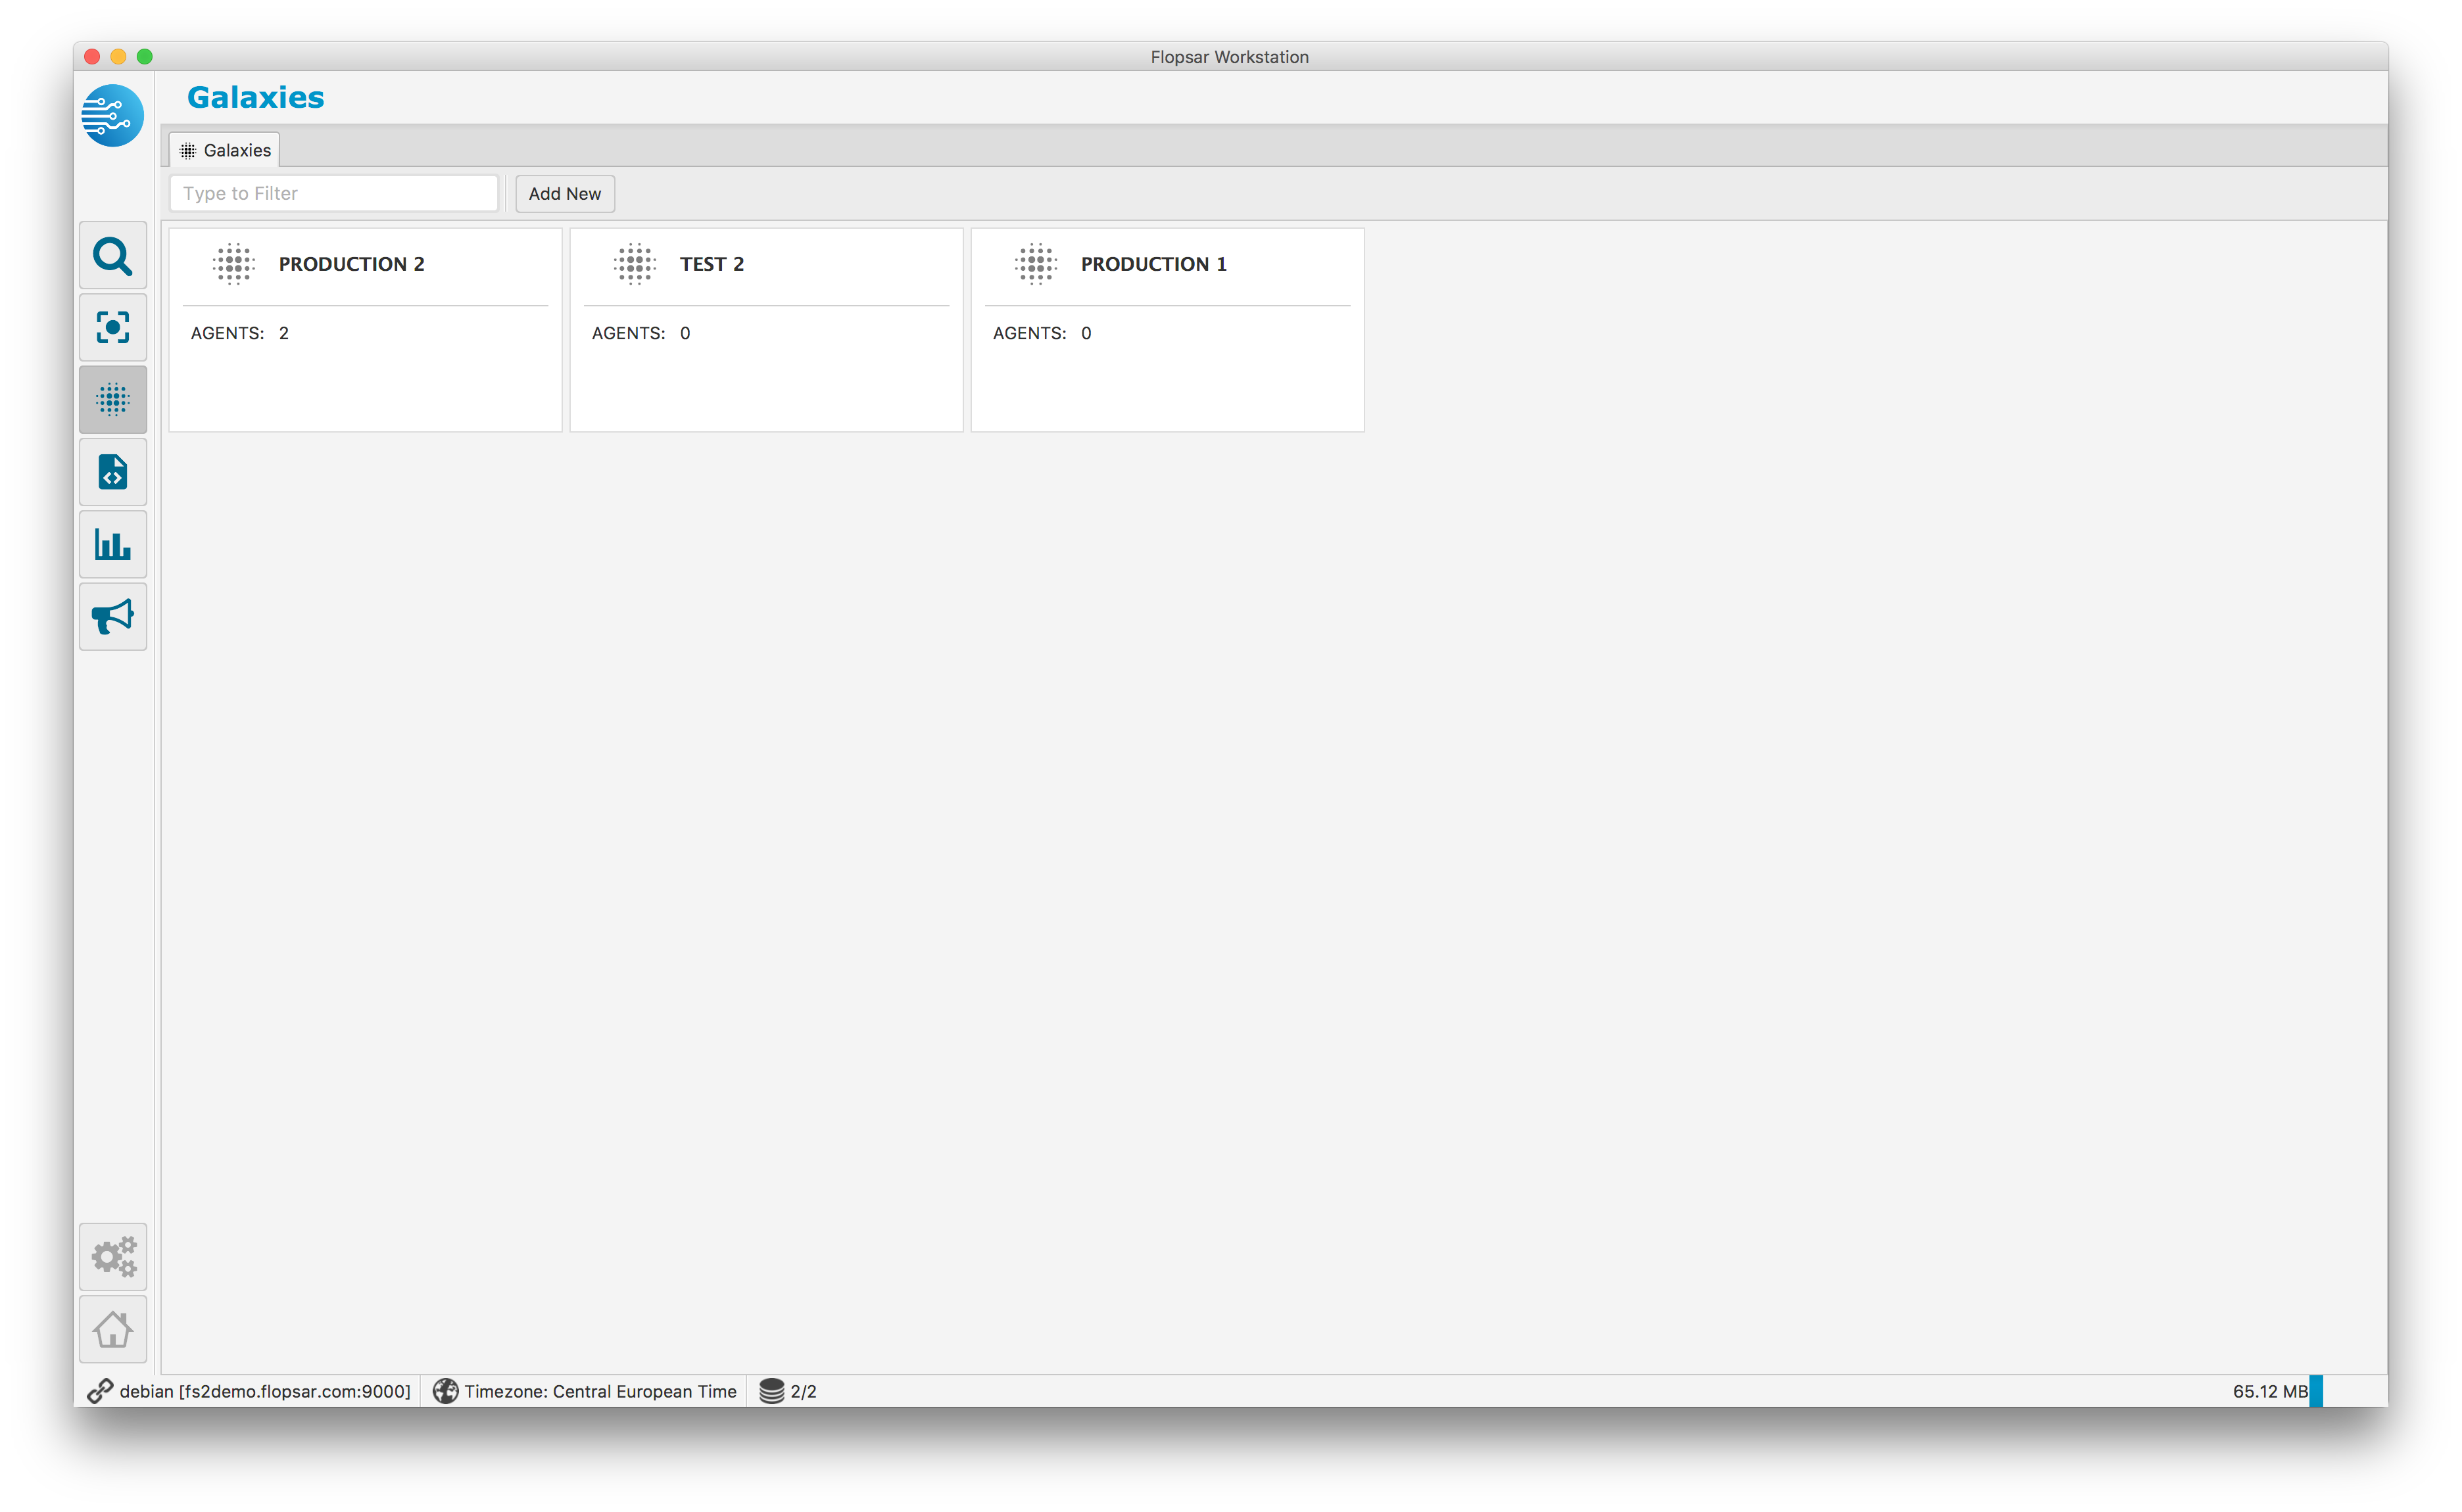 Flopsar Workstation
Galaxies
Galaxies
Type to Filter
Add New
PRODUCTION 2
AGENTS: 2
TEST 2
AGENTS: 0
PRODUCTION 1
AGENTS: 0
debian [fs2demo.flopsar.com:9000]
Timezone: Central European Time
2/2
65.12 MB